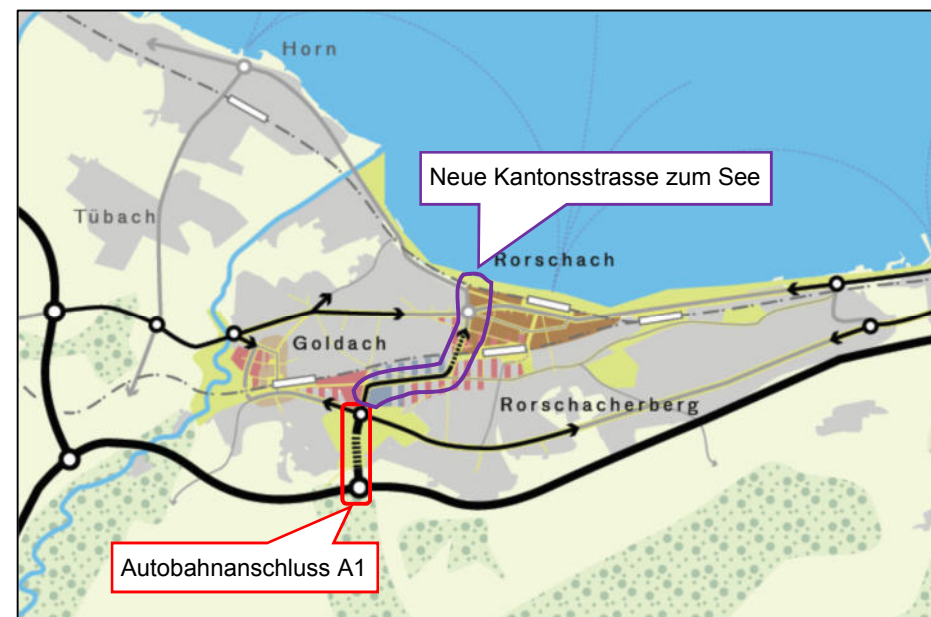 Horn
Neue Kantonsstrasse zum See
Tübach
Rorschach
Goldach
Rorschacherberg
Autobahnanschluss A1